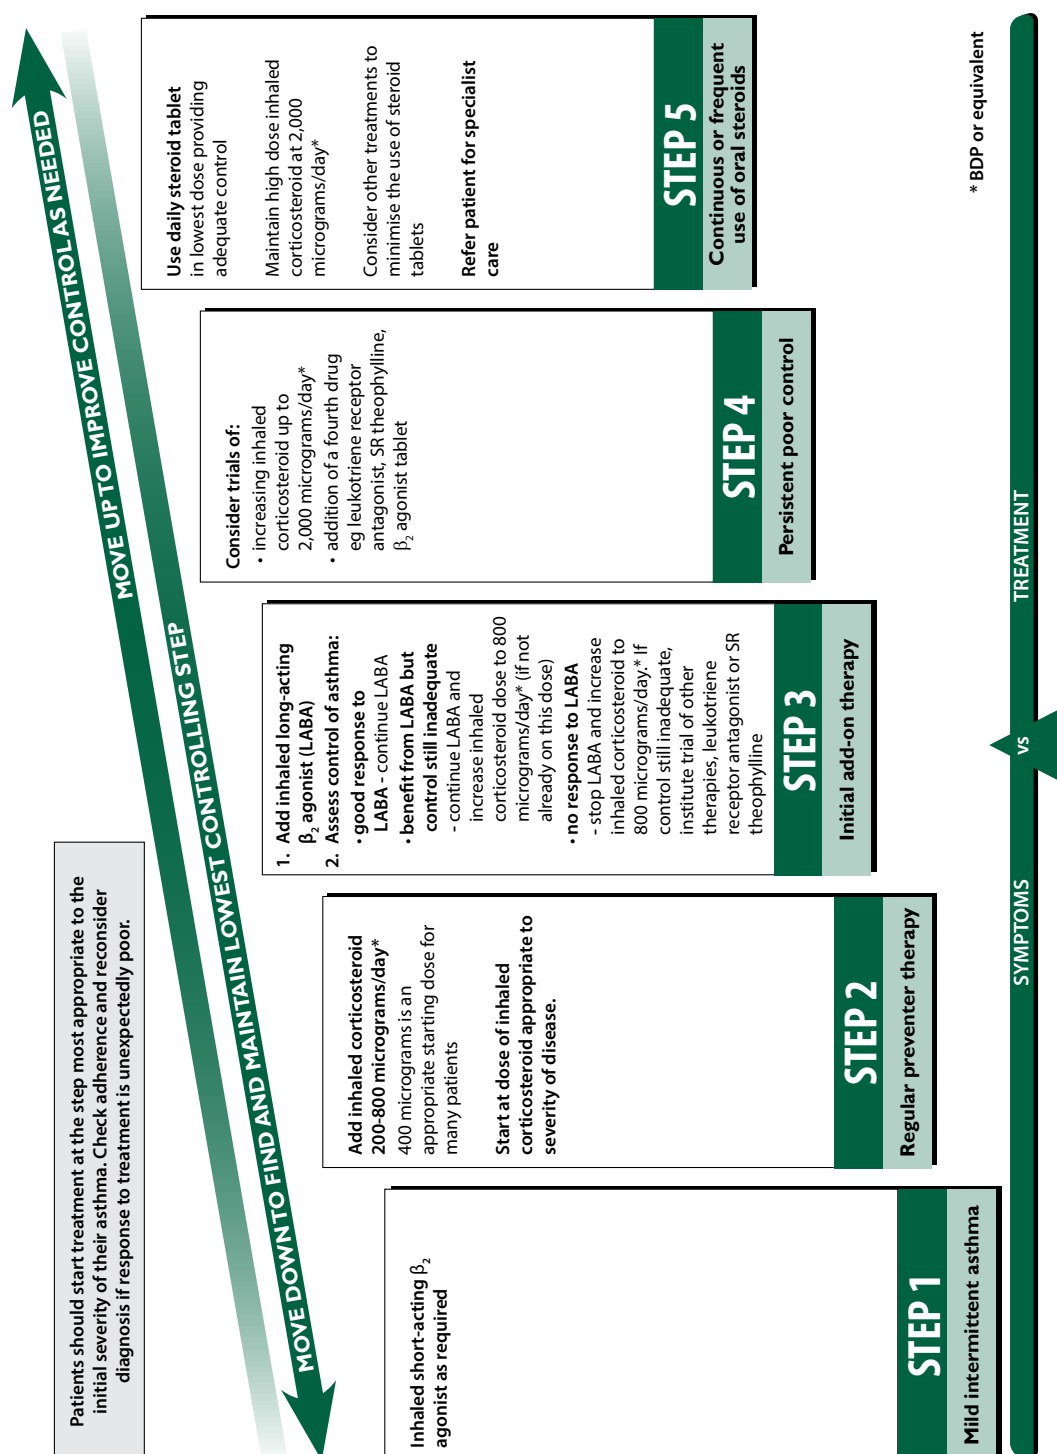 Patients should start treatment at the step most appropriate to the
initial severity of their asthma. Check adherence and reconsider
diagnosis if response to treatment is unexpectedly poor.
MOVE UP TO IMPROVE CONTROL AS NEEDED
MOVE DOWN TO FIND AND MAINTAIN LOWEST CONTROLLING STEP
Inhaled short-acting β₂
agonist as required
STEP 1
Mild intermittent asthma
Add inhaled corticosteroid
200-800 micrograms/day*
400 micrograms is an
appropriate starting dose for
many patients
Start at dose of inhaled
corticosteroid appropriate to
severity of disease.
STEP 2
Regular preventer therapy
1. Add inhaled long-acting
β₂ agonist (LABA)
2. Assess control of asthma:
• good response to
LABA - continue LABA
• benefit from LABA but
control still inadequate
- continue LABA and
increase inhaled
corticosteroid dose to 800
micrograms/day* (if not
already on this dose)
• no response to LABA
- stop LABA and increase
inhaled corticosteroid to
800 micrograms/day.* If
control still inadequate,
institute trial of other
therapies, leukotriene
receptor antagonist or SR
theophylline
STEP 3
Initial add-on therapy
Consider trials of:
• increasing inhaled
corticosteroid up to
2,000 micrograms/day*
• addition of a fourth drug
eg leukotriene receptor
antagonist, SR theophylline,
β₂ agonist tablet
STEP 4
Persistent poor control
Use daily steroid tablet
in lowest dose providing
adequate control
Maintain high dose inhaled
corticosteroid at 2,000
micrograms/day*
Consider other treatments to
minimise the use of steroid
tablets
Refer patient for specialist
care
STEP 5
Continuous or frequent
use of oral steroids
* BDP or equivalent
SYMPTOMS vs TREATMENT